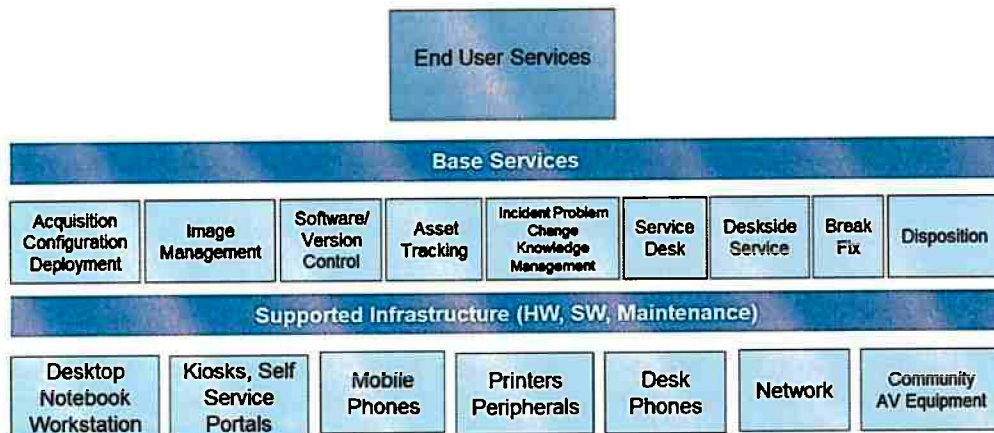 End User Services
Base Services
Acquisition
Configuration
Deployment
Image
Management
Software/
Version
Control
Asset
Tracking
Incident Problem
Change
Knowledge
Management
Service
Desk
Deskside
Service
Break
Fix
Disposition
Supported Infrastructure (HW, SW, Maintenance)
Desktop
Notebook
Workstation
Kiosks, Self
Service
Portals
Mobile
Phones
Printers
Peripherals
Desk
Phones
Network
Community
AV Equipment